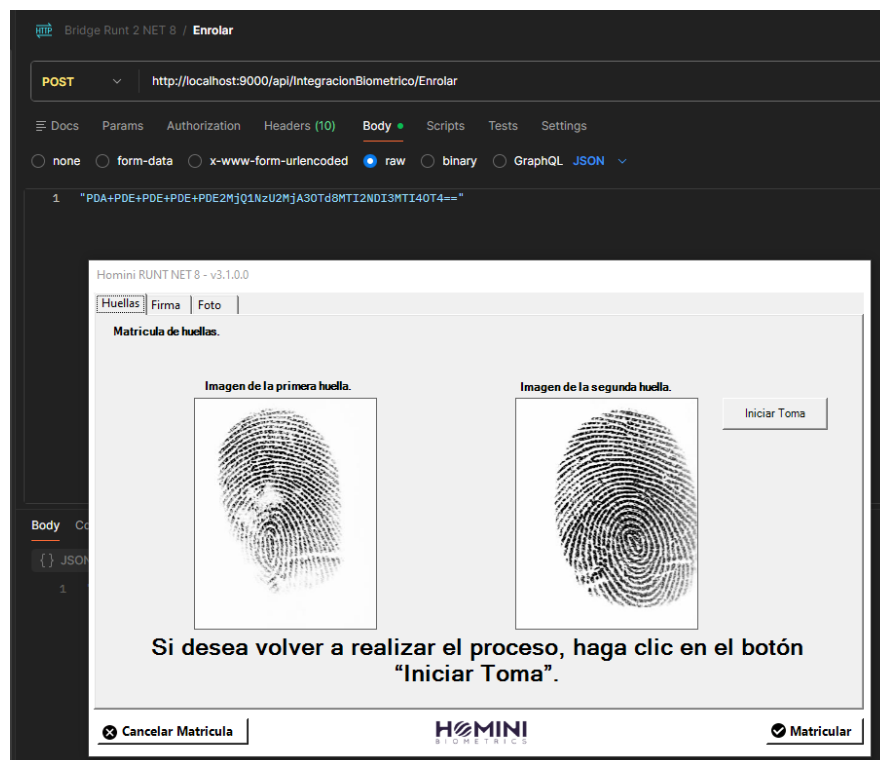 HTTP Bridge Runt 2 NET 8 / Enrolar
POST http://localhost:9000/api/IntegracionBiometrico/Enrolar
Docs Params Authorization Headers (10) Body Scripts Tests Settings
none form-data x-www-form-urlencoded raw binary GraphQL JSON
1 "PDA+PDE+PDE+PDE+PDE2MjQ1NzU2MjA3OTd8MTI2NDI3MTI4OT4=="
Homini RUNT NET 8 - v3.1.0.0
Huellas Firma Foto
Matricula de huellas.
Imagen de la primera huella. Imagen de la segunda huella.
Iniciar Toma
Body
{} JSON
1
Si desea volver a realizar el proceso, haga clic en el botón
“Iniciar Toma”.
Cancelar Matricula HOMINI Matricular
BIOMETRICS